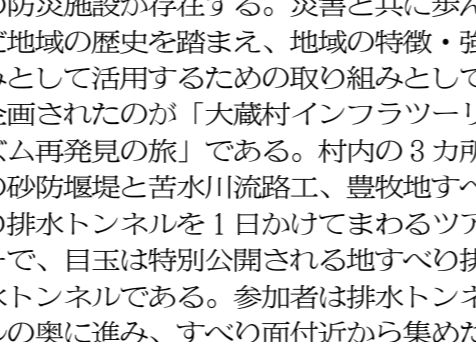 の防災施設が存在する。災害と共に歩ん
だ地域の歴史を踏まえ、地域の特徴・強
みとして活用するための取り組みとして
企画されたのが「大蔵村インフラツーリ
ズム再発見の旅」である。村内の3カ所
の砂防堰堤と苦水川流路工、豊牧地すべ
り排水トンネルを1日かけてまわるツア
ーで、目玉は特別公開される地すべり排
水トンネルである。参加者は排水トンネ
ルの奥に進み、すべり面付近から集めた